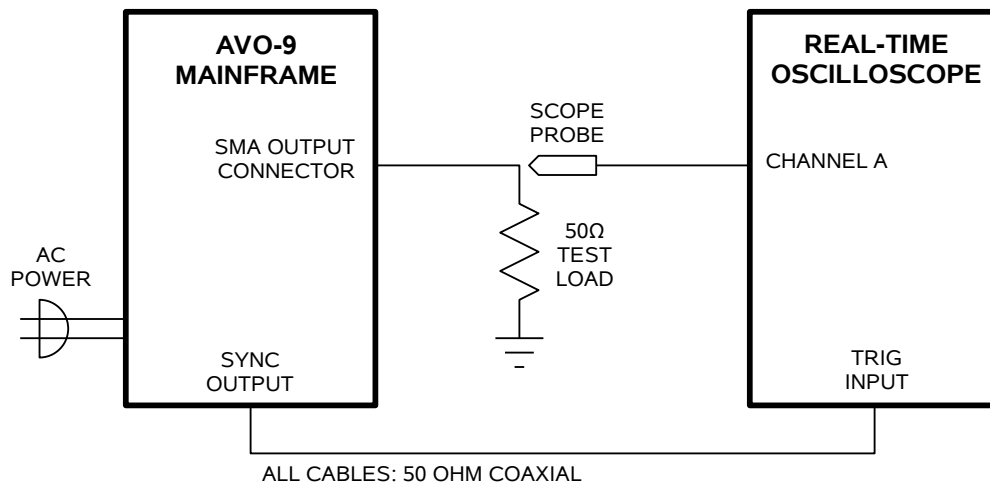 AVO-9
MAINFRAME
REAL-TIME
OSCILLOSCOPE
SCOPE
PROBE
SMA OUTPUT
CONNECTOR
CHANNEL A
50Ω
TEST
LOAD
AC
POWER
SYNC
OUTPUT
TRIG
INPUT
ALL CABLES: 50 OHM COAXIAL